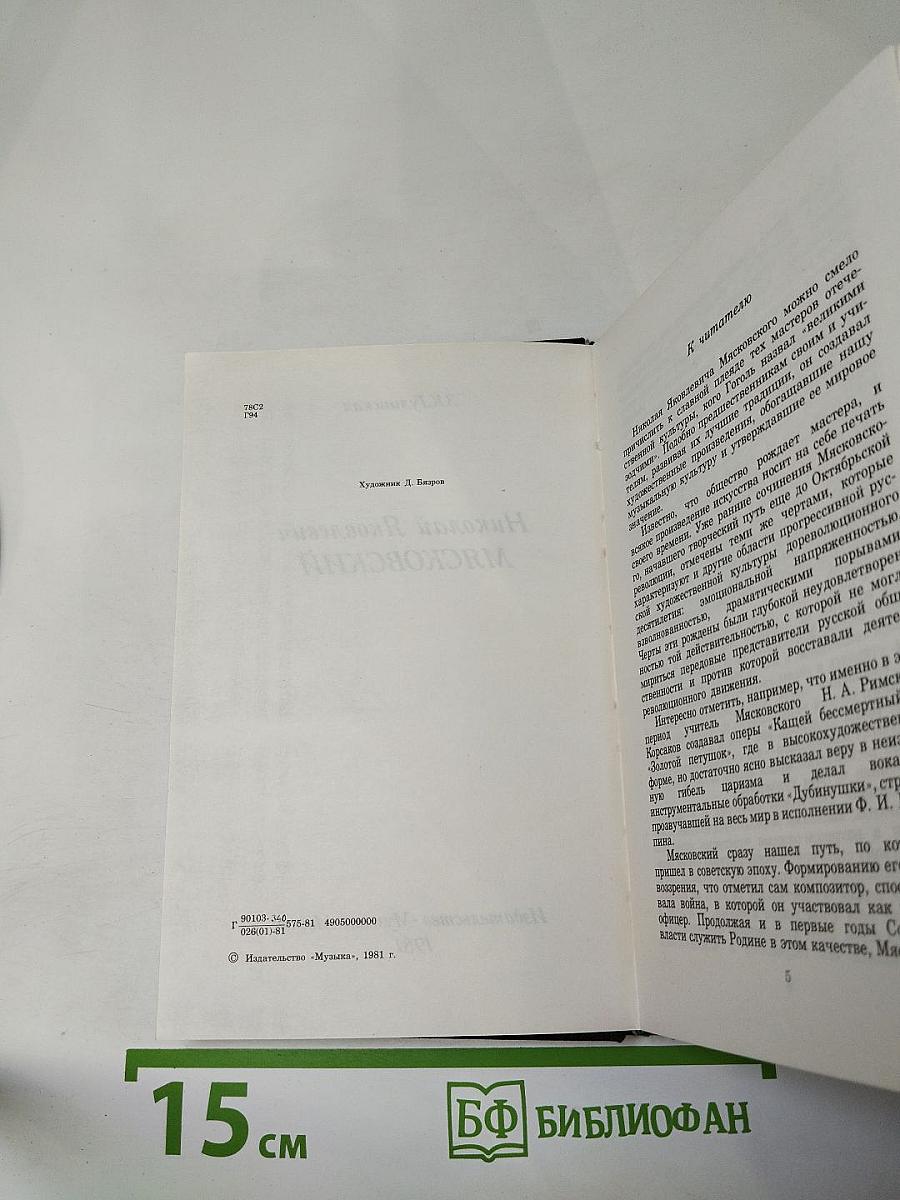 78С2
Г94
Художник Д. Бязров
Г 90103-346 575-81 4905000000
026(01)-81
© Издательство «Музыка», 1981 г.
К читателю
Николая Яковлевича Мясковского можно смело
причислить к славной плеяде тех мастеров отече-
ственной культуры, кого Гоголь назвал «великими
зодчими». Подобно предшественникам своим и учи-
телям, развивая их лучшие традиции, он создавал
художественные произведения, обогащавшие нашу
музыкальную культуру и утверждавшие ее мировое
значение.
Известно, что общество рождает мастера, и
всякое произведение искусства носит на себе печать
своего времени. Уже ранние сочинения Мясковско-
го, начавшего творческий путь еще до Октябрьской
революции, отмечены теми же чертами, которые
характеризуют и другие области прогрессивной рус-
ской художественной культуры дореволюционного
десятилетия: эмоциональной напряженностью,
взволнованностью, драматическими порывами
Черты эти рождены были глубокой неудовлетворен
ностью той действительностью, с которой не могл
мириться передовые представители русской общ
ственности и против которой восставали деяте
революционного движения.
Интересно отметить, например, что именно в э
период учитель Мясковского Н. А. Римск
Корсаков создавал оперы «Кащей бессмертный
«Золотой петушок», где в высокохудожествен
форме, но достаточно ясно высказал веру в неиз
ную гибель царизма и делал вока
инструментальные обработки «Дубинушки», стр
прозвучавшей на весь мир в исполнении Ф. И.
пина.
Мясковский сразу нашел путь, по кот
пришел в советскую эпоху. Формированию его
воззрения, что отметил сам композитор, спос
вала война, в которой он участвовал как
офицер. Продолжая и в первые годы Со
власти служить Родине в этом качестве, Мяс
5
15 см
БФ БИБЛИОФАН